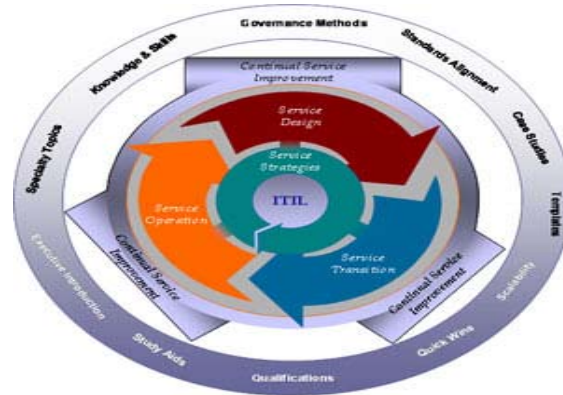 Governance Methods
Knowledge & Skills
Standards Alignment
Continual Service
Improvement
Specialty Topics
Case Studies
Service
Design
Service
Strategies
ITIL
Service
Operation
Templates
Service
Transition
Executive Introduction
Continual Service
Improvement
Continual Service
Improvement
Scalability
Study Aids
Quick Wins
Qualifications